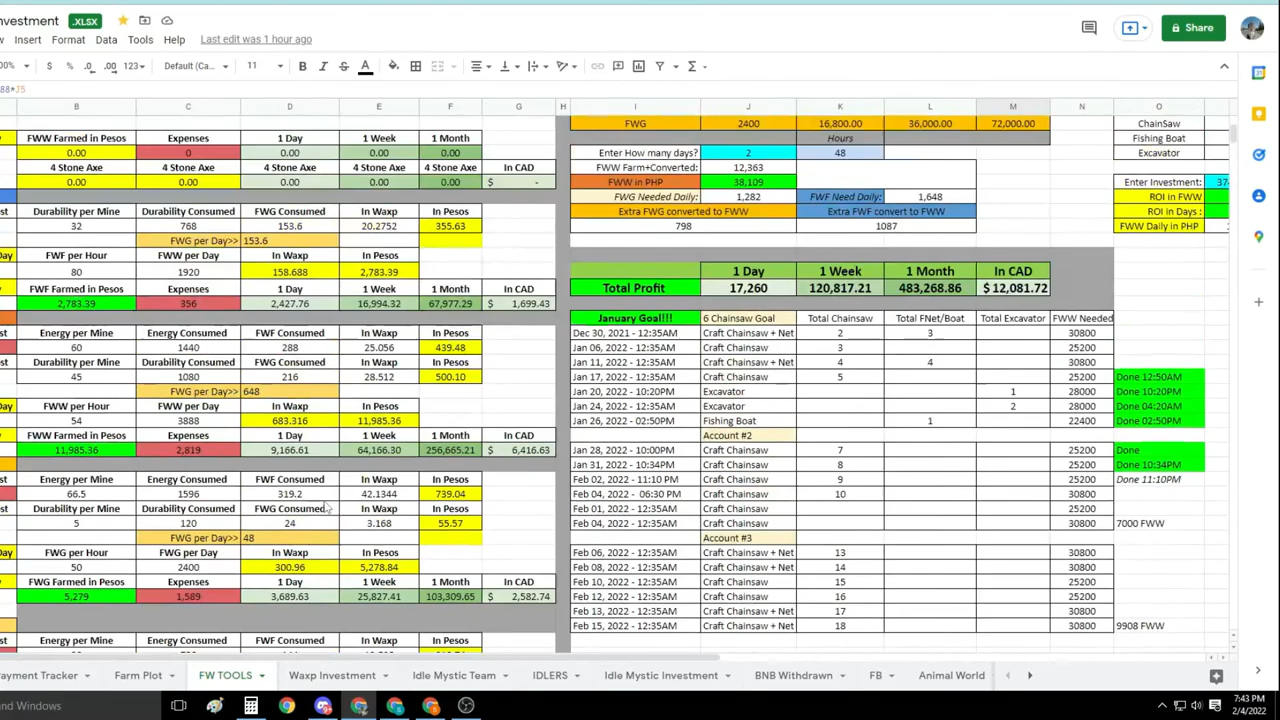 nvestment .XLSX
w Insert Format Data Tools Help Last edit was 1 hour ago
Share
00% $ % .0 .00 123 Default (Ca... 11 B I S A
88*J5
B C D E F G H I J K L M N O
FWG 2400 16,800.00 36,000.00 72,000.00 ChainSaw
FWW Farmed in Pesos Expenses 1 Day 1 Week 1 Month Hours Fishing Boat
0.00 0 0.00 0.00 0.00 Enter How many days? 2 48 Excavator
4 Stone Axe 4 Stone Axe 4 Stone Axe 4 Stone Axe 4 Stone Axe In CAD FWW Farm+Converted: 12,363
0.00 0.00 0.00 0.00 0.00 $ - FWW in PHP 38,109 Enter Investment:
FWG Needed Daily: 1,282 FWF Need Daily: 1,648 ROI in FWW
st Durability per Mine Durability Consumed FWG Consumed In Waxp In Pesos Extra FWG converted to FWW Extra FWF convert to FWW ROI in Days :
32 768 153.6 20.2752 355.63 798 1087 FWW Daily in PHP
FWG per Day>> 153.6
Day FWF per Hour FWW per Day In Waxp In Pesos
80 1920 158.688 2,783.39 1 Day 1 Week 1 Month In CAD
FWF Farmed in Pesos Expenses 1 Day 1 Week 1 Month Total Profit 17,260 120,817.21 483,268.86 $ 12,081.72
2,783.39 356 2,427.76 16,994.32 67,977.29 $ 1,699.43
January Goal!!! 6 Chainsaw Goal Total Chainsaw Total FNet/Boat Total Excavator FWW Needed
st Energy per Mine Energy Consumed FWF Consumed In Waxp In Pesos Dec 30, 2021 - 12:35AM Craft Chainsaw + Net 2 3 30800
60 1440 288 25.056 439.48 Jan 06, 2022 - 12:35AM Craft Chainsaw 3 25200
st Durability per Mine Durability Consumed FWG Consumed In Waxp In Pesos Jan 11, 2022 - 12:35AM Craft Chainsaw + Net 4 4 30800
45 1080 216 28.512 500.10 Jan 17, 2022 - 12:35AM Craft Chainsaw 5 25200 Done 12:50AM
FWG per Day>> 648 Jan 20, 2022 - 10:20PM Excavator 1 28000 Done 10:20PM
Day FWW per Hour FWW per Day In Waxp In Pesos Jan 24, 2022 - 12:35AM Excavator 2 28000 Done 04:20AM
54 3888 683.316 11,985.36 Jan 26, 2022 - 02:50PM Fishing Boat 1 22400 Done 02:50PM
FWW Farmed in Pesos Expenses 1 Day 1 Week 1 Month In CAD Account #2
11,985.36 2,819 9,166.61 64,166.30 256,665.21 $ 6,416.63 Jan 28, 2022 - 10:00PM Craft Chainsaw 7 25200 Done
Jan 31, 2022 - 10:34PM Craft Chainsaw 8 25200 Done 10:34PM
st Energy per Mine Energy Consumed FWF Consumed In Waxp In Pesos Feb 02, 2022 - 11:10 PM Craft Chainsaw 9 25200 Done 11:10PM
66.5 1596 319.2 42.1344 739.04 Feb 04, 2022 - 06:30 PM Craft Chainsaw 10 25200
st Durability per Mine Durability Consumed FWG Consumed In Waxp In Pesos Feb 01, 2022 - 12:35AM Craft Chainsaw 25200
5 120 24 3.168 55.57 Feb 04, 2022 - 12:35AM Craft Chainsaw 30800 7000 FWW
FWG per Day>> 48 Account #3
Day FWG per Hour FWG per Day In Waxp In Pesos Feb 06, 2022 - 12:35AM Craft Chainsaw + Net 13 30800
50 2400 300.96 5,278.84 Feb 08, 2022 - 12:35AM Craft Chainsaw + Net 14 30800
FWG Farmed in Pesos Expenses 1 Day 1 Week 1 Month In CAD Feb 10, 2022 - 12:35AM Craft Chainsaw 15 25200
5,279 1,589 3,689.63 25,827.41 103,309.65 $ 2,582.74 Feb 12, 2022 - 12:35AM Craft Chainsaw 16 25200
Feb 13, 2022 - 12:35AM Craft Chainsaw + Net 17 30800
Feb 15, 2022 - 12:35AM Craft Chainsaw + Net 18 30800 9908 FWW
Energy per Mine Energy Consumed FWF Consumed In Waxp In Pesos
ayment Tracker Farm Plot FW TOOLS Waxp Investment Idle Mystic Team IDLERS Idle Mystic Investment BNB Withdrawn FB Animal World
nd Windows
7:43 PM
2/4/2022